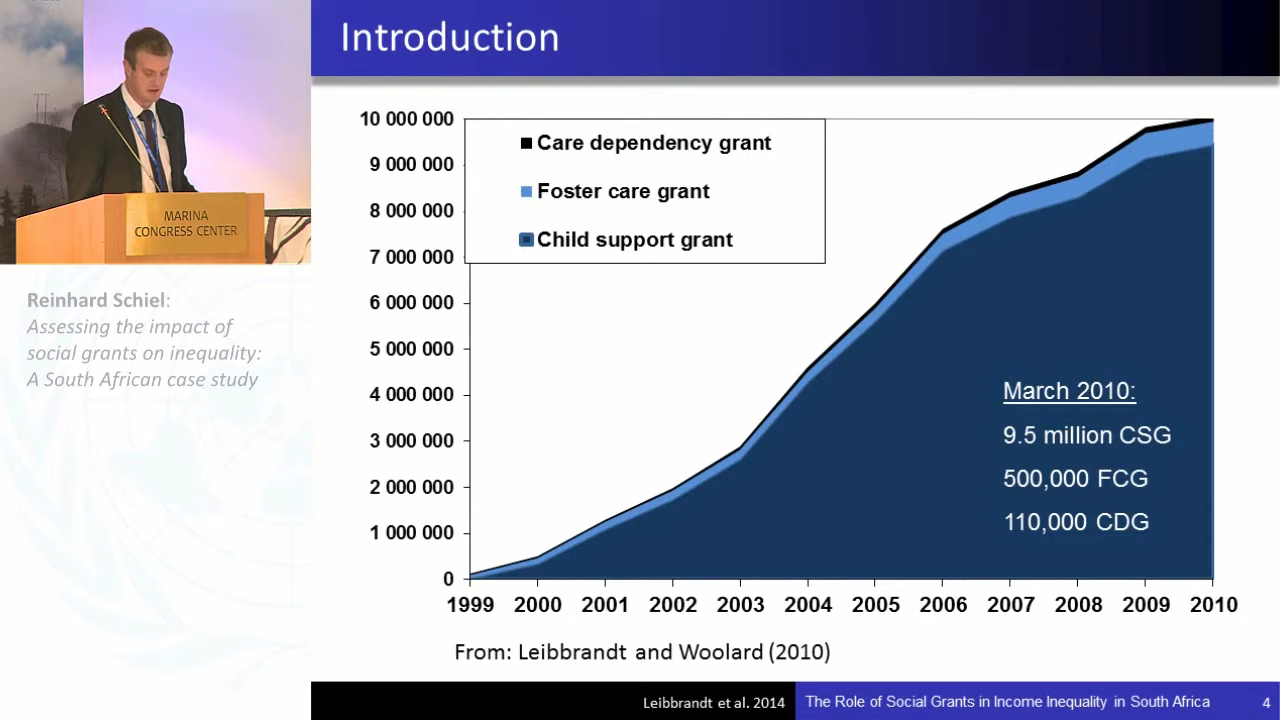 Introduction
MARINA
CONGRESS CENTER
Reinhard Schiel:
Assessing the impact of
social grants on inequality:
A South African case study
10 000 000
9 000 000
8 000 000
7 000 000
6 000 000
5 000 000
4 000 000
3 000 000
2 000 000
1 000 000
0
Care dependency grant
Foster care grant
Child support grant
March 2010:
9.5 million CSG
500,000 FCG
110,000 CDG
1999 2000 2001 2002 2003 2004 2005 2006 2007 2008 2009 2010
From: Leibbrandt and Woolard (2010)
Leibbrandt et al. 2014 The Role of Social Grants in Income Inequality in South Africa 4